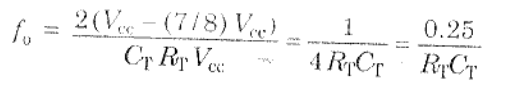 f₀ = 2(V_cc − (7/8) V_cc) / C_T R_T V_cc = 1 / 4 R_T C_T = 0.25 / R_T C_T